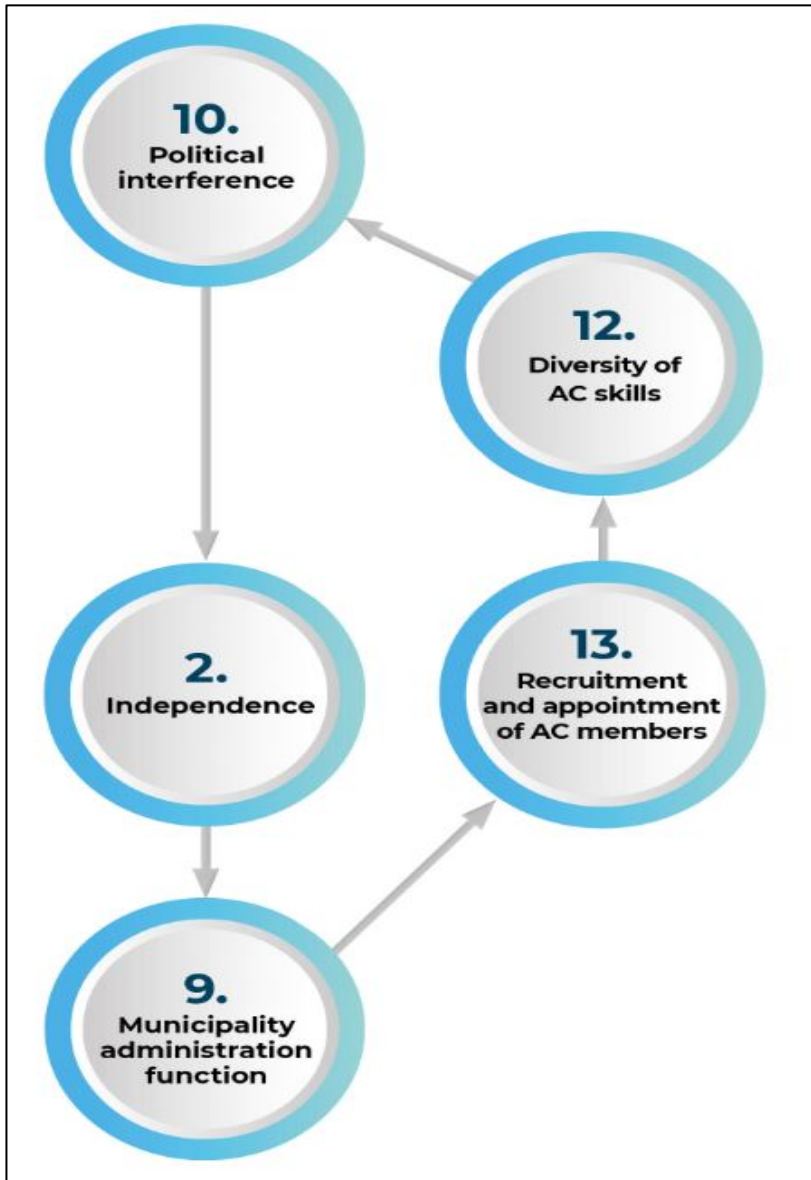 10.
Political
interference
12.
Diversity of
AC skills
2.
Independence
13.
Recruitment
and appointment
of AC members
9.
Municipality
administration
function